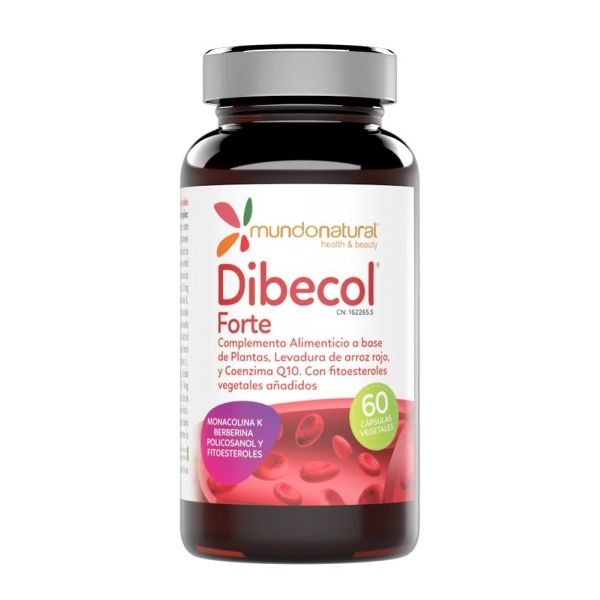 mundonatural®
health & beauty
Dibecol®
CN: 162265.5
Forte
Complemento Alimenticio a base
de Plantas, Levadura de arroz rojo,
y Coenzima Q10. Con fitoesteroles
vegetales añadidos
MONACOLINA K
BERBERINA
POLICOSANOL Y
FITOESTEROLES
60
CÁPSULAS
VEGETALES